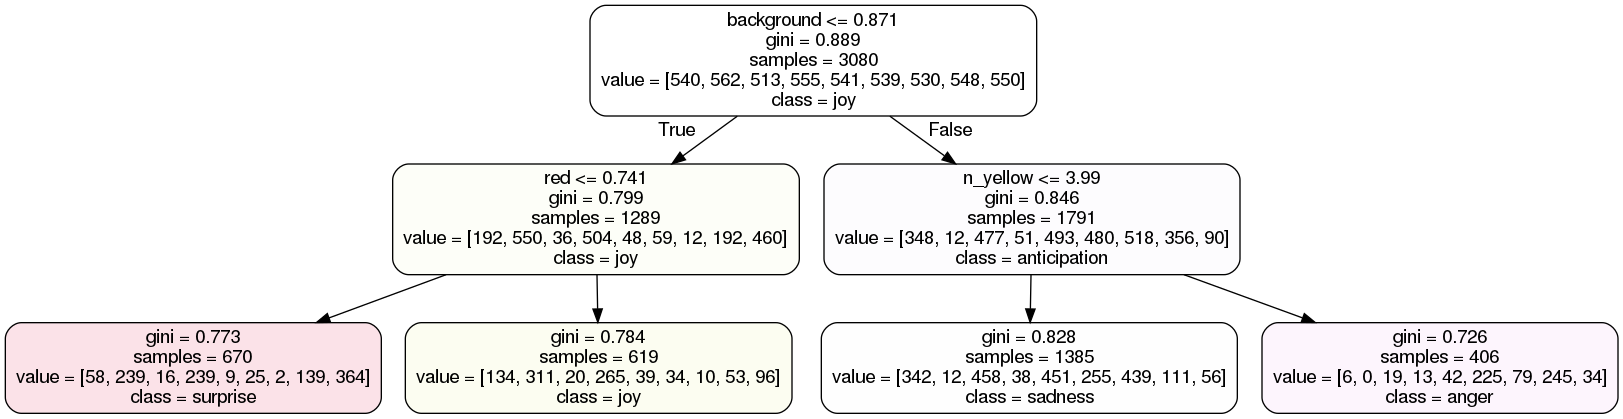 background <= 0.871
gini = 0.889
samples = 3080
value = [540, 562, 513, 555, 541, 539, 530, 548, 550]
class = joy
True
False
red <= 0.741
gini = 0.799
samples = 1289
value = [192, 550, 36, 504, 48, 59, 12, 192, 460]
class = joy
n_yellow <= 3.99
gini = 0.846
samples = 1791
value = [348, 12, 477, 51, 493, 480, 518, 356, 90]
class = anticipation
gini = 0.773
samples = 670
value = [58, 239, 16, 239, 9, 25, 2, 139, 364]
class = surprise
gini = 0.784
samples = 619
value = [134, 311, 20, 265, 39, 34, 10, 53, 96]
class = joy
gini = 0.828
samples = 1385
value = [342, 12, 458, 38, 451, 255, 439, 111, 56]
class = sadness
gini = 0.726
samples = 406
value = [6, 0, 19, 13, 42, 225, 79, 245, 34]
class = anger